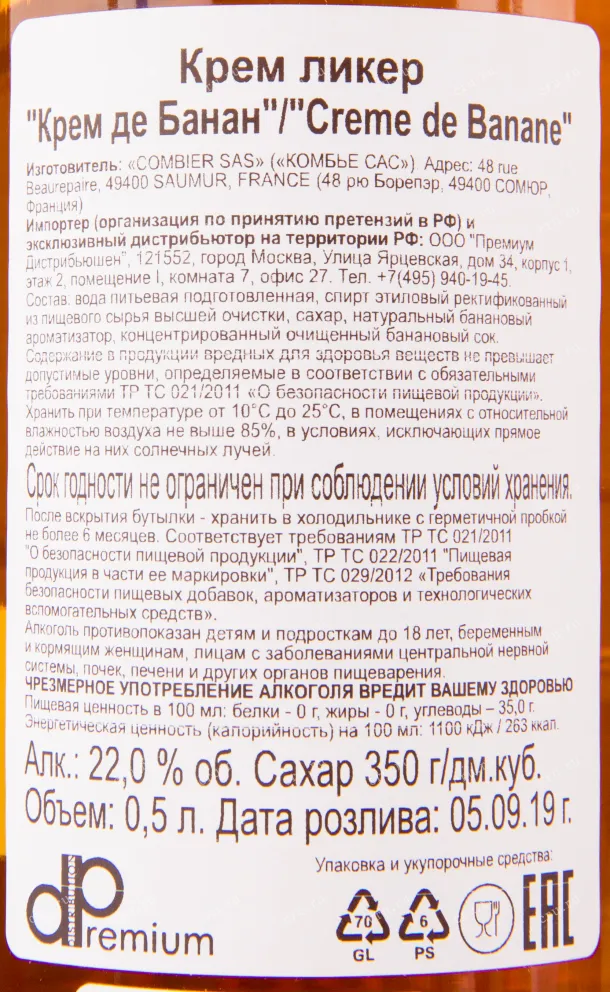 Крем ликер
"Крем де Банан"/"Creme de Banane"
Изготовитель: «COMBIER SAS» («КОМБЬЕ САС») Адрес: 48 rue
Beaurepaire, 49400 SAUMUR, FRANCE (48 рю Борепэр, 49400 СОМЮР,
Франция)
Импортер (организация по принятию претензий в РФ) и
эксклюзивный дистрибьютор на территории РФ: ООО "Премиум
Дистрибьюшен", 121552, город Москва, Улица Ярцевская, дом 34, корпус 1,
этаж 2, помещение I, комната 7, офис 27. Тел. +7(495) 940-19-45.
Состав: вода питьевая подготовленная, спирт этиловый ректификованный
из пищевого сырья высшей очистки, сахар, натуральный банановый
ароматизатор, концентрированный очищенный банановый сок.
Содержание в продукции вредных для здоровья веществ не превышает
допустимые уровни, определяемые в соответствии с обязательными
требованиями ТР ТС 021/2011 «О безопасности пищевой продукции».
Хранить при температуре от 10°С до 25°С, в помещениях с относительной
влажностью воздуха не выше 85%, в условиях, исключающих прямое
действие на них солнечных лучей.
Срок годности не ограничен при соблюдении условий хранения.
После вскрытия бутылки - хранить в холодильнике с герметичной пробкой
не более 6 месяцев. Соответствует требованиям ТР ТС 021/2011
"О безопасности пищевой продукции", ТР ТС 022/2011 "Пищевая
продукция в части ее маркировки", ТР ТС 029/2012 «Требования
безопасности пищевых добавок, ароматизаторов и технологических
вспомогательных средств».
Алкоголь противопоказан детям и подросткам до 18 лет, беременным
и кормящим женщинам, лицам с заболеваниями центральной нервной
системы, почек, печени и других органов пищеварения.
ЧРЕЗМЕРНОЕ УПОТРЕБЛЕНИЕ АЛКОГОЛЯ ВРЕДИТ ВАШЕМУ ЗДОРОВЬЮ
Пищевая ценность в 100 мл: белки - 0 г, жиры - 0 г, углеводы – 35,0 г.
Энергетическая ценность (калорийность) на 100 мл: 1100 кДж / 263 ккал.
Алк.: 22,0 % об. Сахар 350 г/дм.куб.
Объем: 0,5 л. Дата розлива: 05.09.19 г.
Упаковка и укупорочные средства:
DISTRIBUTION
Premium
70
GL
6
PS
EAC